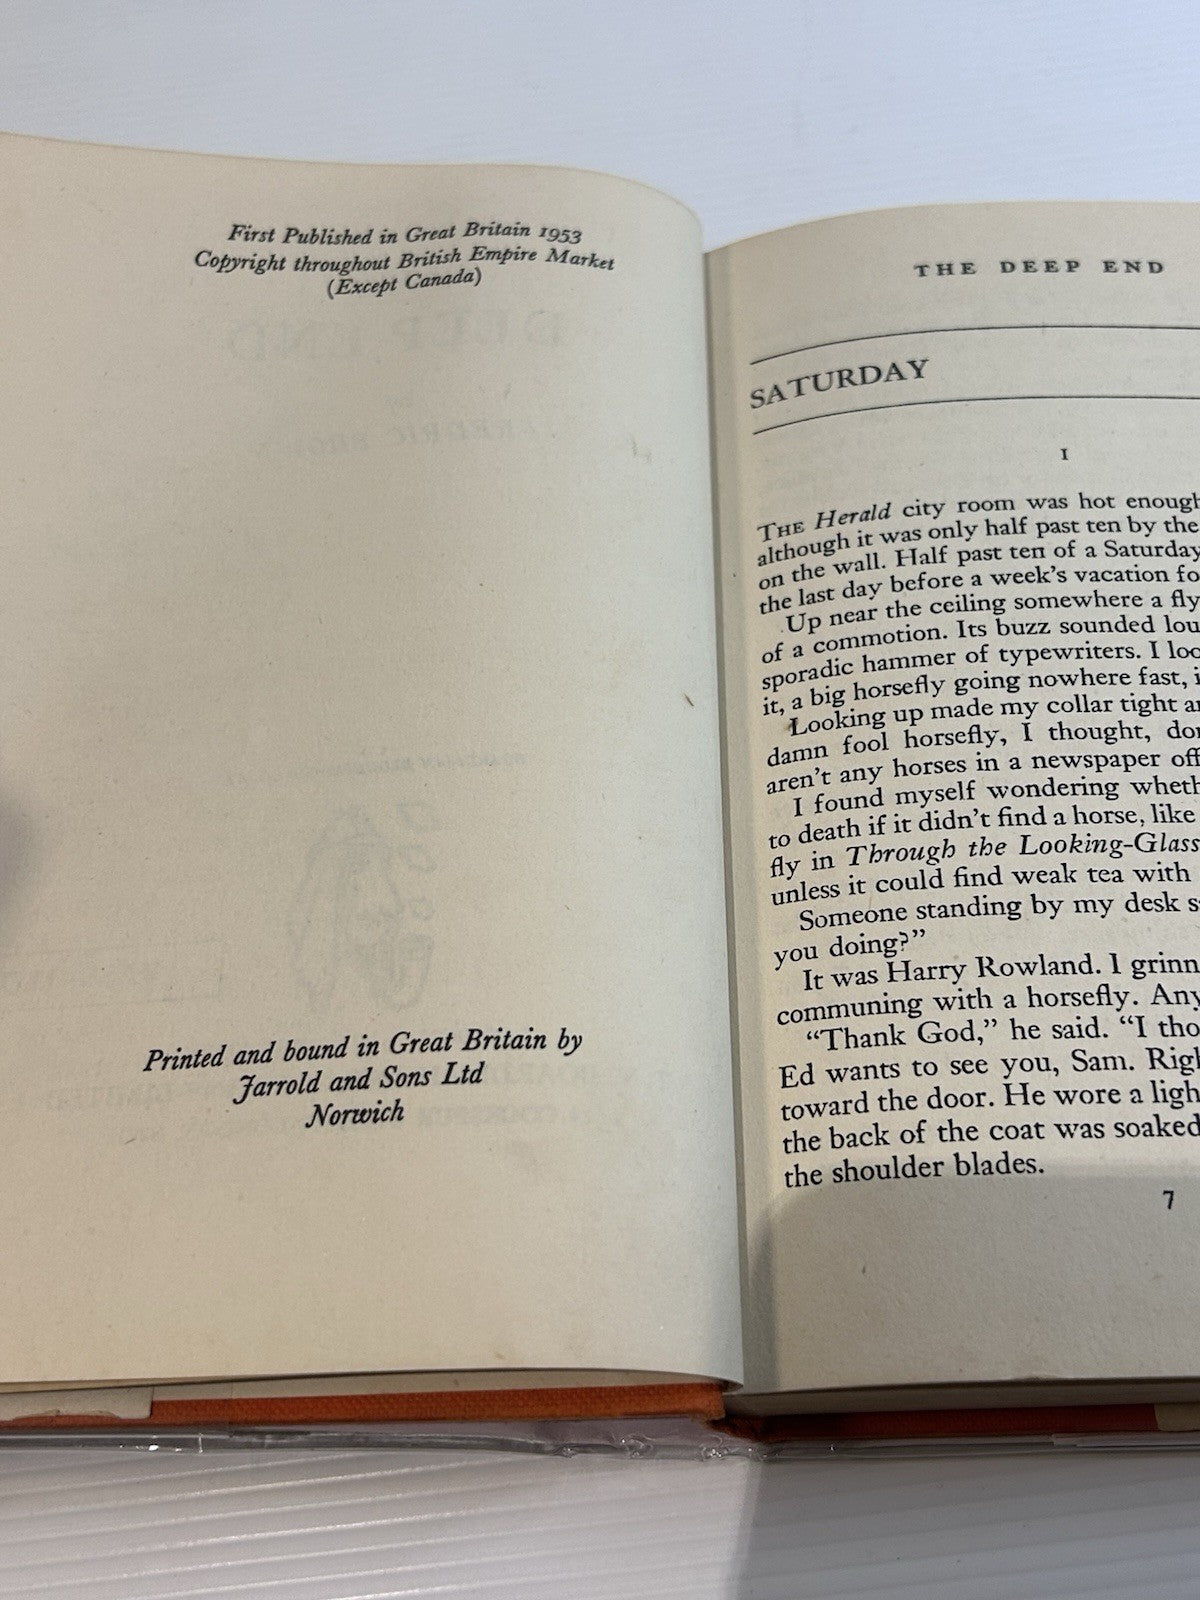 First Published in Great Britain 1953
Copyright throughout British Empire Market
(Except Canada)
Printed and bound in Great Britain by
Jarrold and Sons Ltd
Norwich
THE DEEP END
SATURDAY
I
THE Herald city room was hot enough
although it was only half past ten by the
on the wall. Half past ten of a Saturday
the last day before a week's vacation fo
Up near the ceiling somewhere a fly
of a commotion. Its buzz sounded lou
sporadic hammer of typewriters. I loo
it, a big horsefly going nowhere fast, i
Looking up made my collar tight a
damn fool horsefly, I thought, do
aren't any horses in a newspaper off
I found myself wondering wheth
to death if it didn't find a horse, like
fly in Through the Looking-Glass
unless it could find weak tea with
Someone standing by my desk s
you doing?"
It was Harry Rowland. I grinn
communing with a horsefly. Any
"Thank God," he said. "I tho
Ed wants to see you, Sam. Righ
toward the door. He wore a ligh
the back of the coat was soaked
the shoulder blades.
7